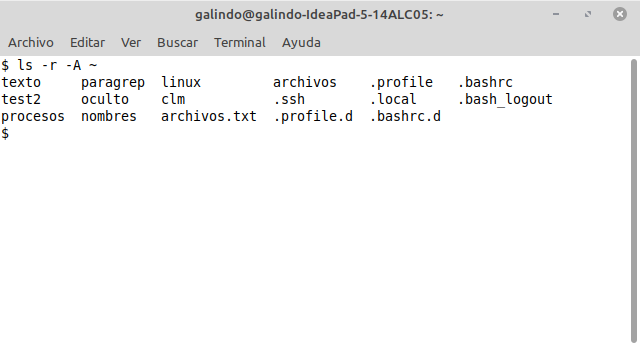 galindo@galindo-IdeaPad-5-14ALC05: ~
Archivo Editar Ver Buscar Terminal Ayuda
$ ls -r -A ~
texto paragrep linux archivos .profile .bashrc
test2 oculto clm .ssh .local .bash_logout
procesos nombres archivos.txt .profile.d .bashrc.d
$